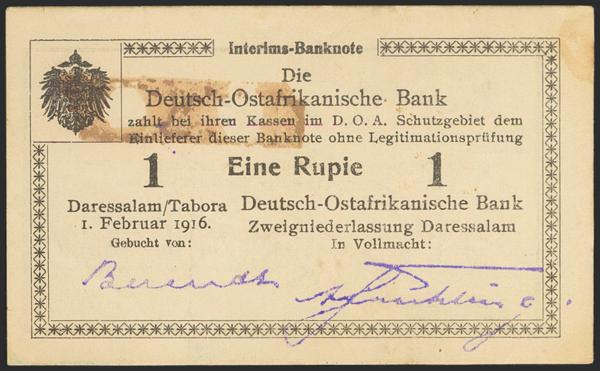 Interims-Banknote
Die
Deutsch-Ostafrikanische Bank
zahlt bei ihren Kassen im D. O. A. Schutzgebiet dem
Einlieferer dieser Banknote ohne Legitimationsprüfung
1 Eine Rupie 1
Daressalam/Tabora
1. Februar 1916.
Gebucht von:
Deutsch-Ostafrikanische Bank
Zweigniederlassung Daressalam
In Vollmacht: